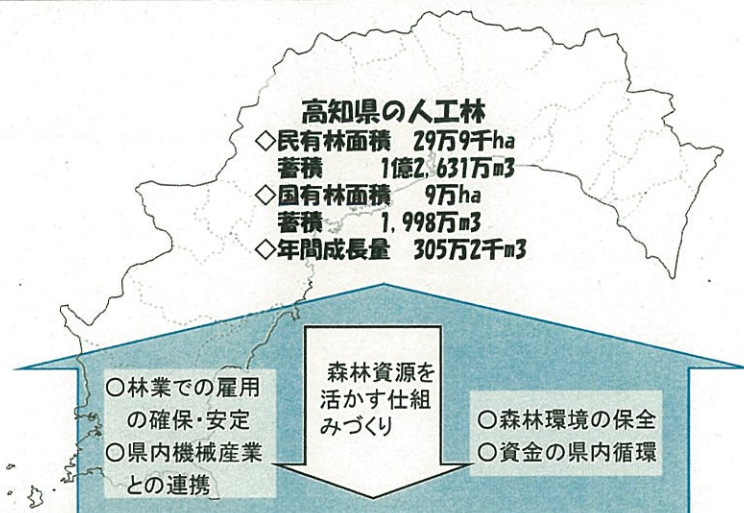 高知県の人工林
◇民有林面積　29万9千ha
蓄積　1億2,631万m3
◇国有林面積　9万ha
蓄積　1,998万m3
◇年間成長量　305万2千m3
○林業での雇用
の確保・安定
○県内機械産業
との連携
森林資源を
活かす仕組
みづくり
○森林環境の保全
○資金の県内循環